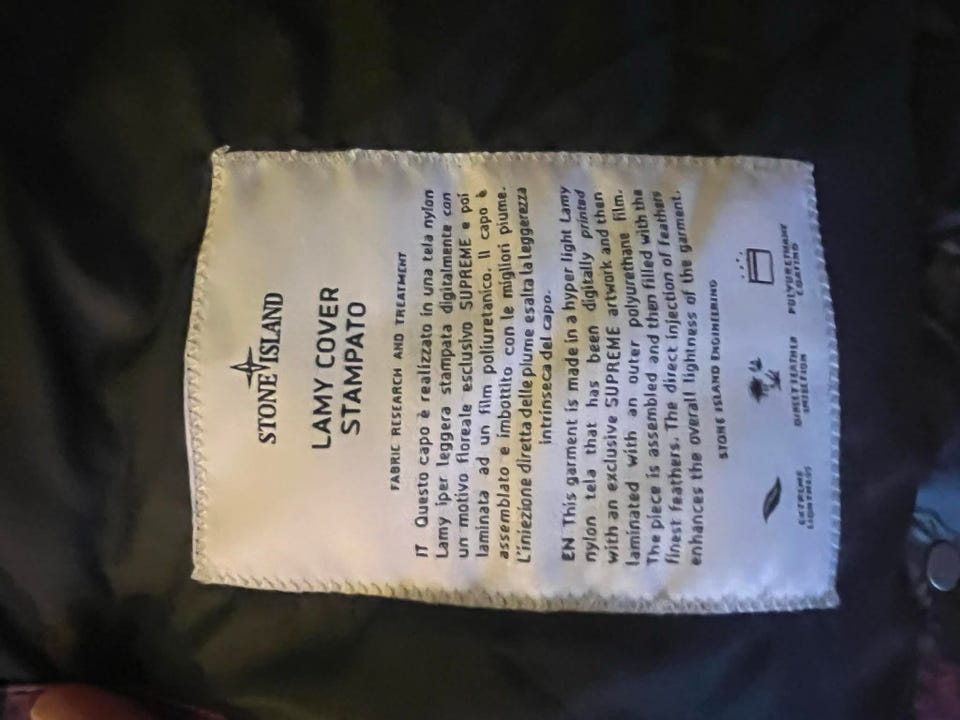 STONE ISLAND
LAMY COVER
STAMPATO
FABRIC RESEARCH AND TREATMENT
IT Questo capo è realizzato in una tela nylon
Lamy iper leggera stampata digitalmente con
un motivo floreale esclusivo SUPREME e poi
laminata ad un film poliuretanico. Il capo è
assemblato e imbottito con le migliori piume.
L'iniezione diretta delle piume esalta la leggerezza
intrinseca del capo.
EN This garment is made in a hyper light Lamy
nylon tela that has been digitally printed
with an exclusive SUPREME artwork and then
laminated with an outer polyurethane film.
The piece is assembled and then filled with the
finest feathers. The direct injection of feathers
enhances the overall lightness of the garment.
STONE ISLAND ENGINEERING
EXTREME
LIGHTNESS
DIRECT FEATHER
INJECTION
POLYURETHANE
COATING